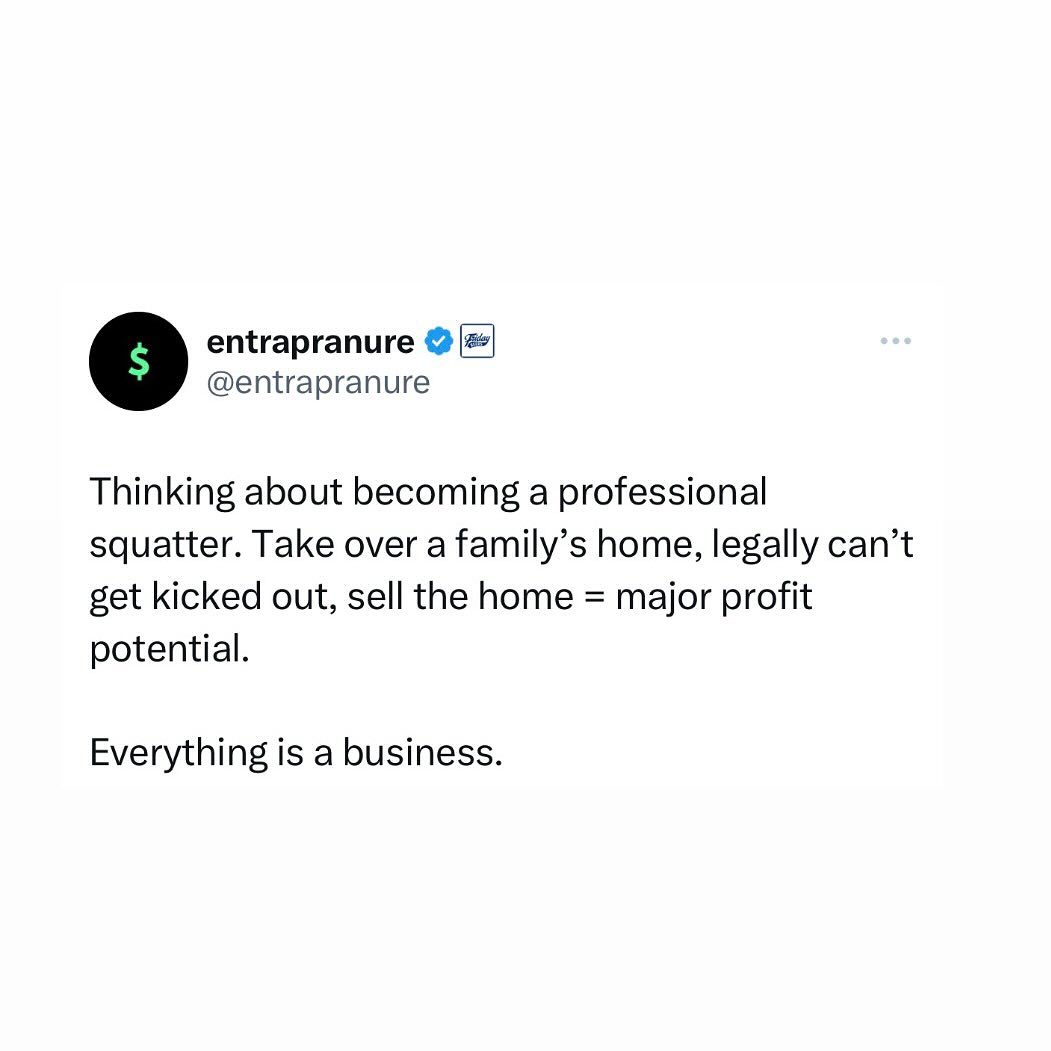 entrapranure
@entrapranure
Thinking about becoming a professional
squatter. Take over a family’s home, legally can’t
get kicked out, sell the home = major profit
potential.
Everything is a business.